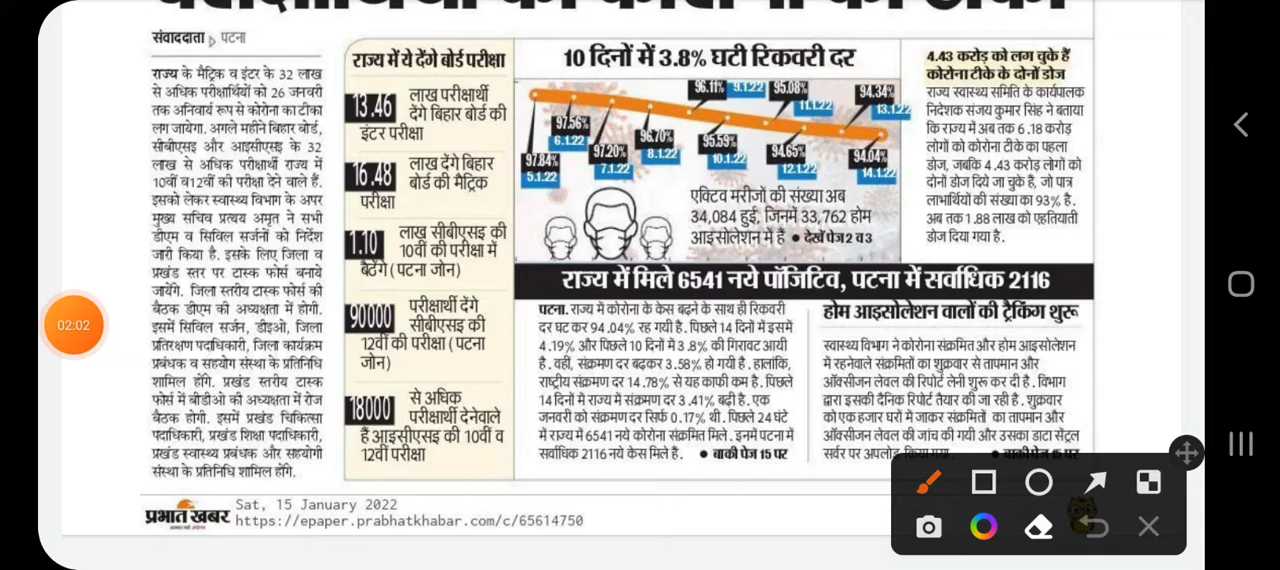 संवाददाता पटना
राज्य के मैट्रिक व इंटर के 32 लाख
से अधिक परीक्षार्थियों को 26 जनवरी
तक अनिवार्य रूप से कोरोना का टीका
लग जायेगा. अगले महीने बिहार बोर्ड,
सीबीएसइ और आइसीएसइ के 32
लाख से अधिक परीक्षार्थी राज्य में
10वीं व12वीं की परीक्षा देने वाले हैं.
इसको लेकर स्वास्थ्य विभाग के अपर
मुख्य सचिव प्रत्यय अमृत ने सभी
डीएम व सिविल सर्जनों को निर्देश
जारी किया है. इसके लिए जिला व
प्रखंड स्तर पर टास्क फोर्स बनाये
जायेंगे. जिला स्तरीय टास्क फोर्स की
बैठक डीएम की अध्यक्षता में होगी.
इसमें सिविल सर्जन, डीइओ, जिला
प्रतिरक्षण पदाधिकारी, जिला कार्यक्रम
प्रबंधक व सहयोग संस्था के प्रतिनिधि
शामिल होंगे. प्रखंड स्तरीय टास्क
फोर्स में बीडीओ की अध्यक्षता में रोज
बैठक होगी. इसमें प्रखंड चिकित्सा
पदाधिकारी, प्रखंड शिक्षा पदाधिकारी,
प्रखंड स्वास्थ्य प्रबंधक और सहयोगी
संस्था के प्रतिनिधि शामिल होंगे.
राज्य में ये देंगे बोर्ड परीक्षा
13.46 लाख परीक्षार्थी
देंगे बिहार बोर्ड की
इंटर परीक्षा
16.48 लाख देंगे बिहार
बोर्ड की मैट्रिक
परीक्षा
1.10 लाख सीबीएसइ की
10वीं की परीक्षा में
बैठेंगे (पटना जोन)
90000 परीक्षार्थी देंगे
सीबीएसइ की
12वीं की परीक्षा (पटना
जोन)
18000 से अधिक
परीक्षार्थी देनेवाले
हैं आइसीएसइ की 10वीं व
12वीं परीक्षा
10 दिनों में 3.8% घटी रिकवरी दर
97.84%
5.1.22
97.56%
6.1.22
97.20%
7.1.22
96.70%
8.1.22
96.11% 9.1.22
95.59%
10.1.22
95.08%
11.1.22
94.65%
12.1.22
94.34%
13.1.22
94.04%
14.1.22
एक्टिव मरीजों की संख्या अब
34,084 हुई, जिनमें 33,762 होम
आइसोलेशन में हैं ● देखें पेज 2 व 3
4.43 करोड़ को लग चुके हैं
कोरोना टीके के दोनों डोज
राज्य स्वास्थ्य समिति के कार्यपालक
निदेशक संजय कुमार सिंह ने बताया
कि राज्य में अब तक 6.18 करोड़
लोगों को कोरोना टीके का पहला
डोज, जबकि 4.43 करोड़ लोगों को
दोनों डोज दिये जा चुके है, जो पात्र
लाभार्थियों की संख्या का 93% है.
अब तक 1.88 लाख को एहतियाती
डोज दिया गया है.
राज्य में मिले 6541 नये पॉजिटिव, पटना में सर्वाधिक 2116
पटना. राज्य में कोरोना के केस बढ़ने के साथ ही रिकवरी
दर घट कर 94.04% रह गयी है. पिछले 14 दिनों में इसमें
4.19% और पिछले 10 दिनों में 3.8% की गिरावट आयी
है. वहीं, संक्रमण दर बढ़कर 3.58% हो गयी है. हालांकि,
राष्ट्रीय संक्रमण दर 14.78% से यह काफी कम है. पिछले
14 दिनों में राज्य में संक्रमण दर 3.41% बढ़ी है. एक
जनवरी को संक्रमण दर सिर्फ 0.17% थी. पिछले 24 घंटे
में राज्य में 6541 नये कोरोना संक्रमित मिले. इनमें पटना में
सर्वाधिक 2116 नये केस मिले हैं. ● बाकी पेज 15 पर
होम आइसोलेशन वालों की ट्रैकिंग शुरू
स्वास्थ्य विभाग ने कोरोना संक्रमित और होम आइसोलेशन
में रहनेवाले संक्रमितों का शुक्रवार से तापमान और
ऑक्सीजन लेवल की रिपोर्ट लेनी शुरू कर दी है. विभाग
द्वारा इसकी दैनिक रिपोर्ट तैयार की जा रही है. शुक्रवार
को एक हजार घरों में जाकर संक्रमितों का तापमान और
ऑक्सीजन लेवल की जांच की गयी और उसका डाटा सेंट्रल
सर्वर पर अपलोड किया गया. ● बाकी पेज 15 पर
प्रभात खबर
Sat, 15 January 2022
https://epaper.prabhatkhabar.com/c/65614750
02:02